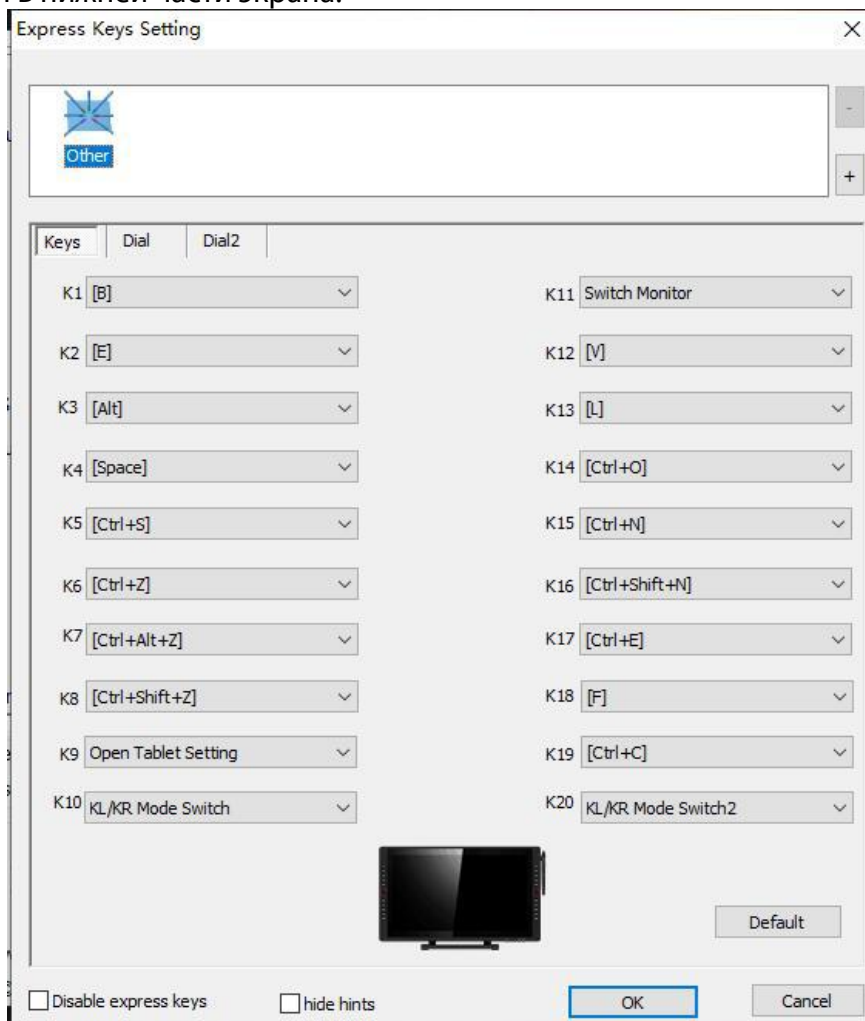 нижней части экрана.
Express Keys Setting
-
Other
+
Keys Dial Dial2
K1 [B]
K2 [E]
K3 [Alt]
K4 [Space]
K5 [Ctrl+S]
K6 [Ctrl+Z]
K7 [Ctrl+Alt+Z]
K8 [Ctrl+Shift+Z]
K9 Open Tablet Setting
K10 KL/KR Mode Switch
K11 Switch Monitor
K12 [V]
K13 [L]
K14 [Ctrl+O]
K15 [Ctrl+N]
K16 [Ctrl+Shift+N]
K17 [Ctrl+E]
K18 [F]
K19 [Ctrl+C]
K20 KL/KR Mode Switch2
Default
Disable express keys hide hints OK Cancel